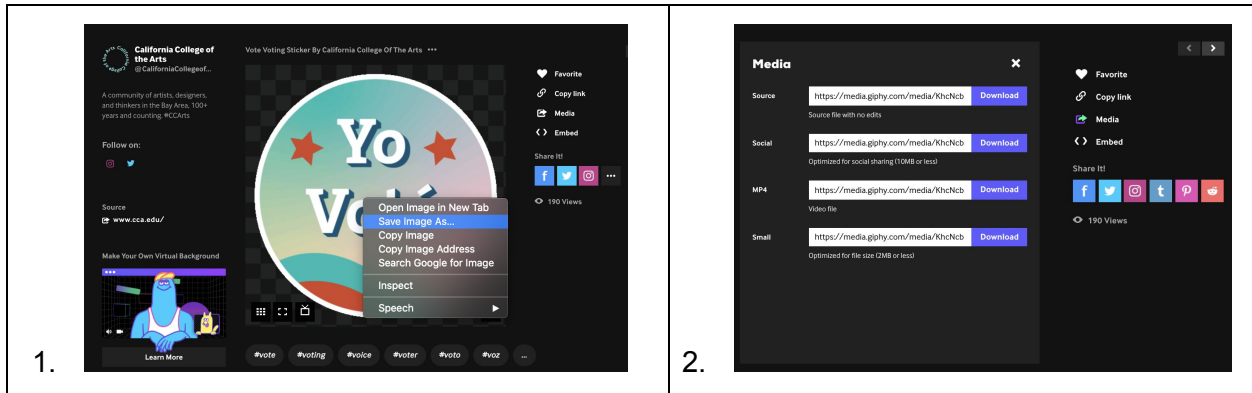 California College of
the Arts
@CaliforniaCollegeof...
A community of artists, designers,
and thinkers in the Bay Area, 100+
years and counting. #CCArts
Follow on:
Source
www.cca.edu/
Make Your Own Virtual Background
Learn More
Vote Voting Sticker By California College Of The Arts •••
Yo
Voté
Open Image in New Tab
Save Image As...
Copy Image
Copy Image Address
Search Google for Image
Inspect
Speech
#vote #voting #voice #voter #voto #voz ...
Favorite
Copy link
Media
Embed
Share It!
190 Views
1.
Media
Source https://media.giphy.com/media/KhcNcb Download
Source file with no edits
Social https://media.giphy.com/media/KhcNcb Download
Optimized for social sharing (10MB or less)
MP4 https://media.giphy.com/media/KhcNcb Download
Video file
Small https://media.giphy.com/media/KhcNcb Download
Optimized for file size (2MB or less)
Favorite
Copy link
Media
Embed
Share It!
190 Views
2.